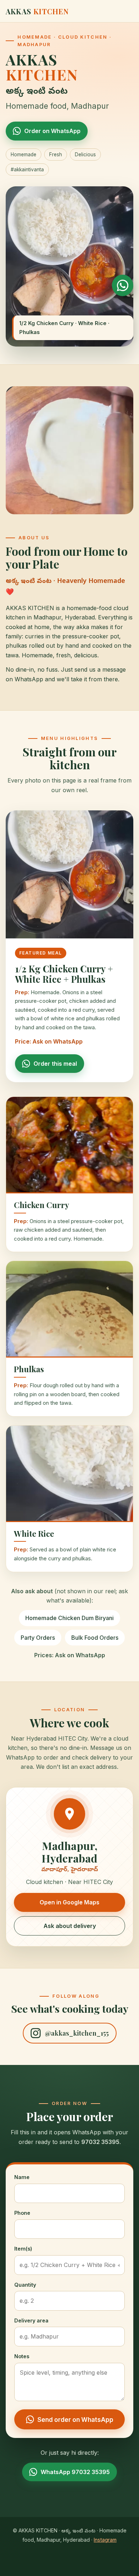 AKKAS KITCHEN
HOMEMADE · CLOUD KITCHEN ·
MADHAPUR
AKKAS
KITCHEN
అక్క ఇంటి వంట
Homemade food, Madhapur
Order on WhatsApp
Homemade
Fresh
Delicious
#akkaintivanta
1/2 Kg Chicken Curry · White Rice ·
Phulkas
ABOUT US
Food from our Home to
your Plate
అక్క ఇంటి వంట · Heavenly Homemade
❤️
AKKAS KITCHEN is a homemade-food cloud
kitchen in Madhapur, Hyderabad. Everything is
cooked at home, the way akka makes it for
family: curries in the pressure-cooker pot,
phulkas rolled out by hand and cooked on the
tawa. Homemade, fresh, delicious.
No dine-in, no fuss. Just send us a message
on WhatsApp and we'll take it from there.
MENU HIGHLIGHTS
Straight from our
kitchen
Every photo on this page is a real frame from
our own reel.
FEATURED MEAL
1/2 Kg Chicken Curry +
White Rice + Phulkas
Prep: Homemade. Onions in a steel
pressure-cooker pot, chicken added and
sautéed, cooked into a red curry, served
with a bowl of white rice and phulkas rolled
by hand and cooked on the tawa.
Price: Ask on WhatsApp
Order this meal
Chicken Curry
Prep: Onions in a steel pressure-cooker pot,
raw chicken added and sautéed, then
cooked into a red curry. Homemade.
Phulkas
Prep: Flour dough rolled out by hand with a
rolling pin on a wooden board, then cooked
and flipped on the tawa.
White Rice
Prep: Served as a bowl of plain white rice
alongside the curry and phulkas.
Also ask about (not shown in our reel; ask
what's available):
Homemade Chicken Dum Biryani
Party Orders
Bulk Food Orders
Prices: Ask on WhatsApp
LOCATION
Where we cook
Near Hyderabad HITEC City. We're a cloud
kitchen, so there's no dine-in. Message us on
WhatsApp to order and check delivery to your
area. We don't list an exact address.
Madhapur,
Hyderabad
మాదాపూర్, హైదరాబాద్
Cloud kitchen · Near HITEC City
Open in Google Maps
Ask about delivery
FOLLOW ALONG
See what's cooking today
@akkas_kitchen_155
ORDER NOW
Place your order
Fill this in and it opens WhatsApp with your
order ready to send to 97032 35395.
Name
Phone
Item(s)
e.g. 1/2 Chicken Curry + White Rice +
Quantity
e.g. 2
Delivery area
e.g. Madhapur
Notes
Spice level, timing, anything else
Send order on WhatsApp
Or just say hi directly:
WhatsApp 97032 35395
© AKKAS KITCHEN · అక్క ఇంటి వంట · Homemade
food, Madhapur, Hyderabad · Instagram